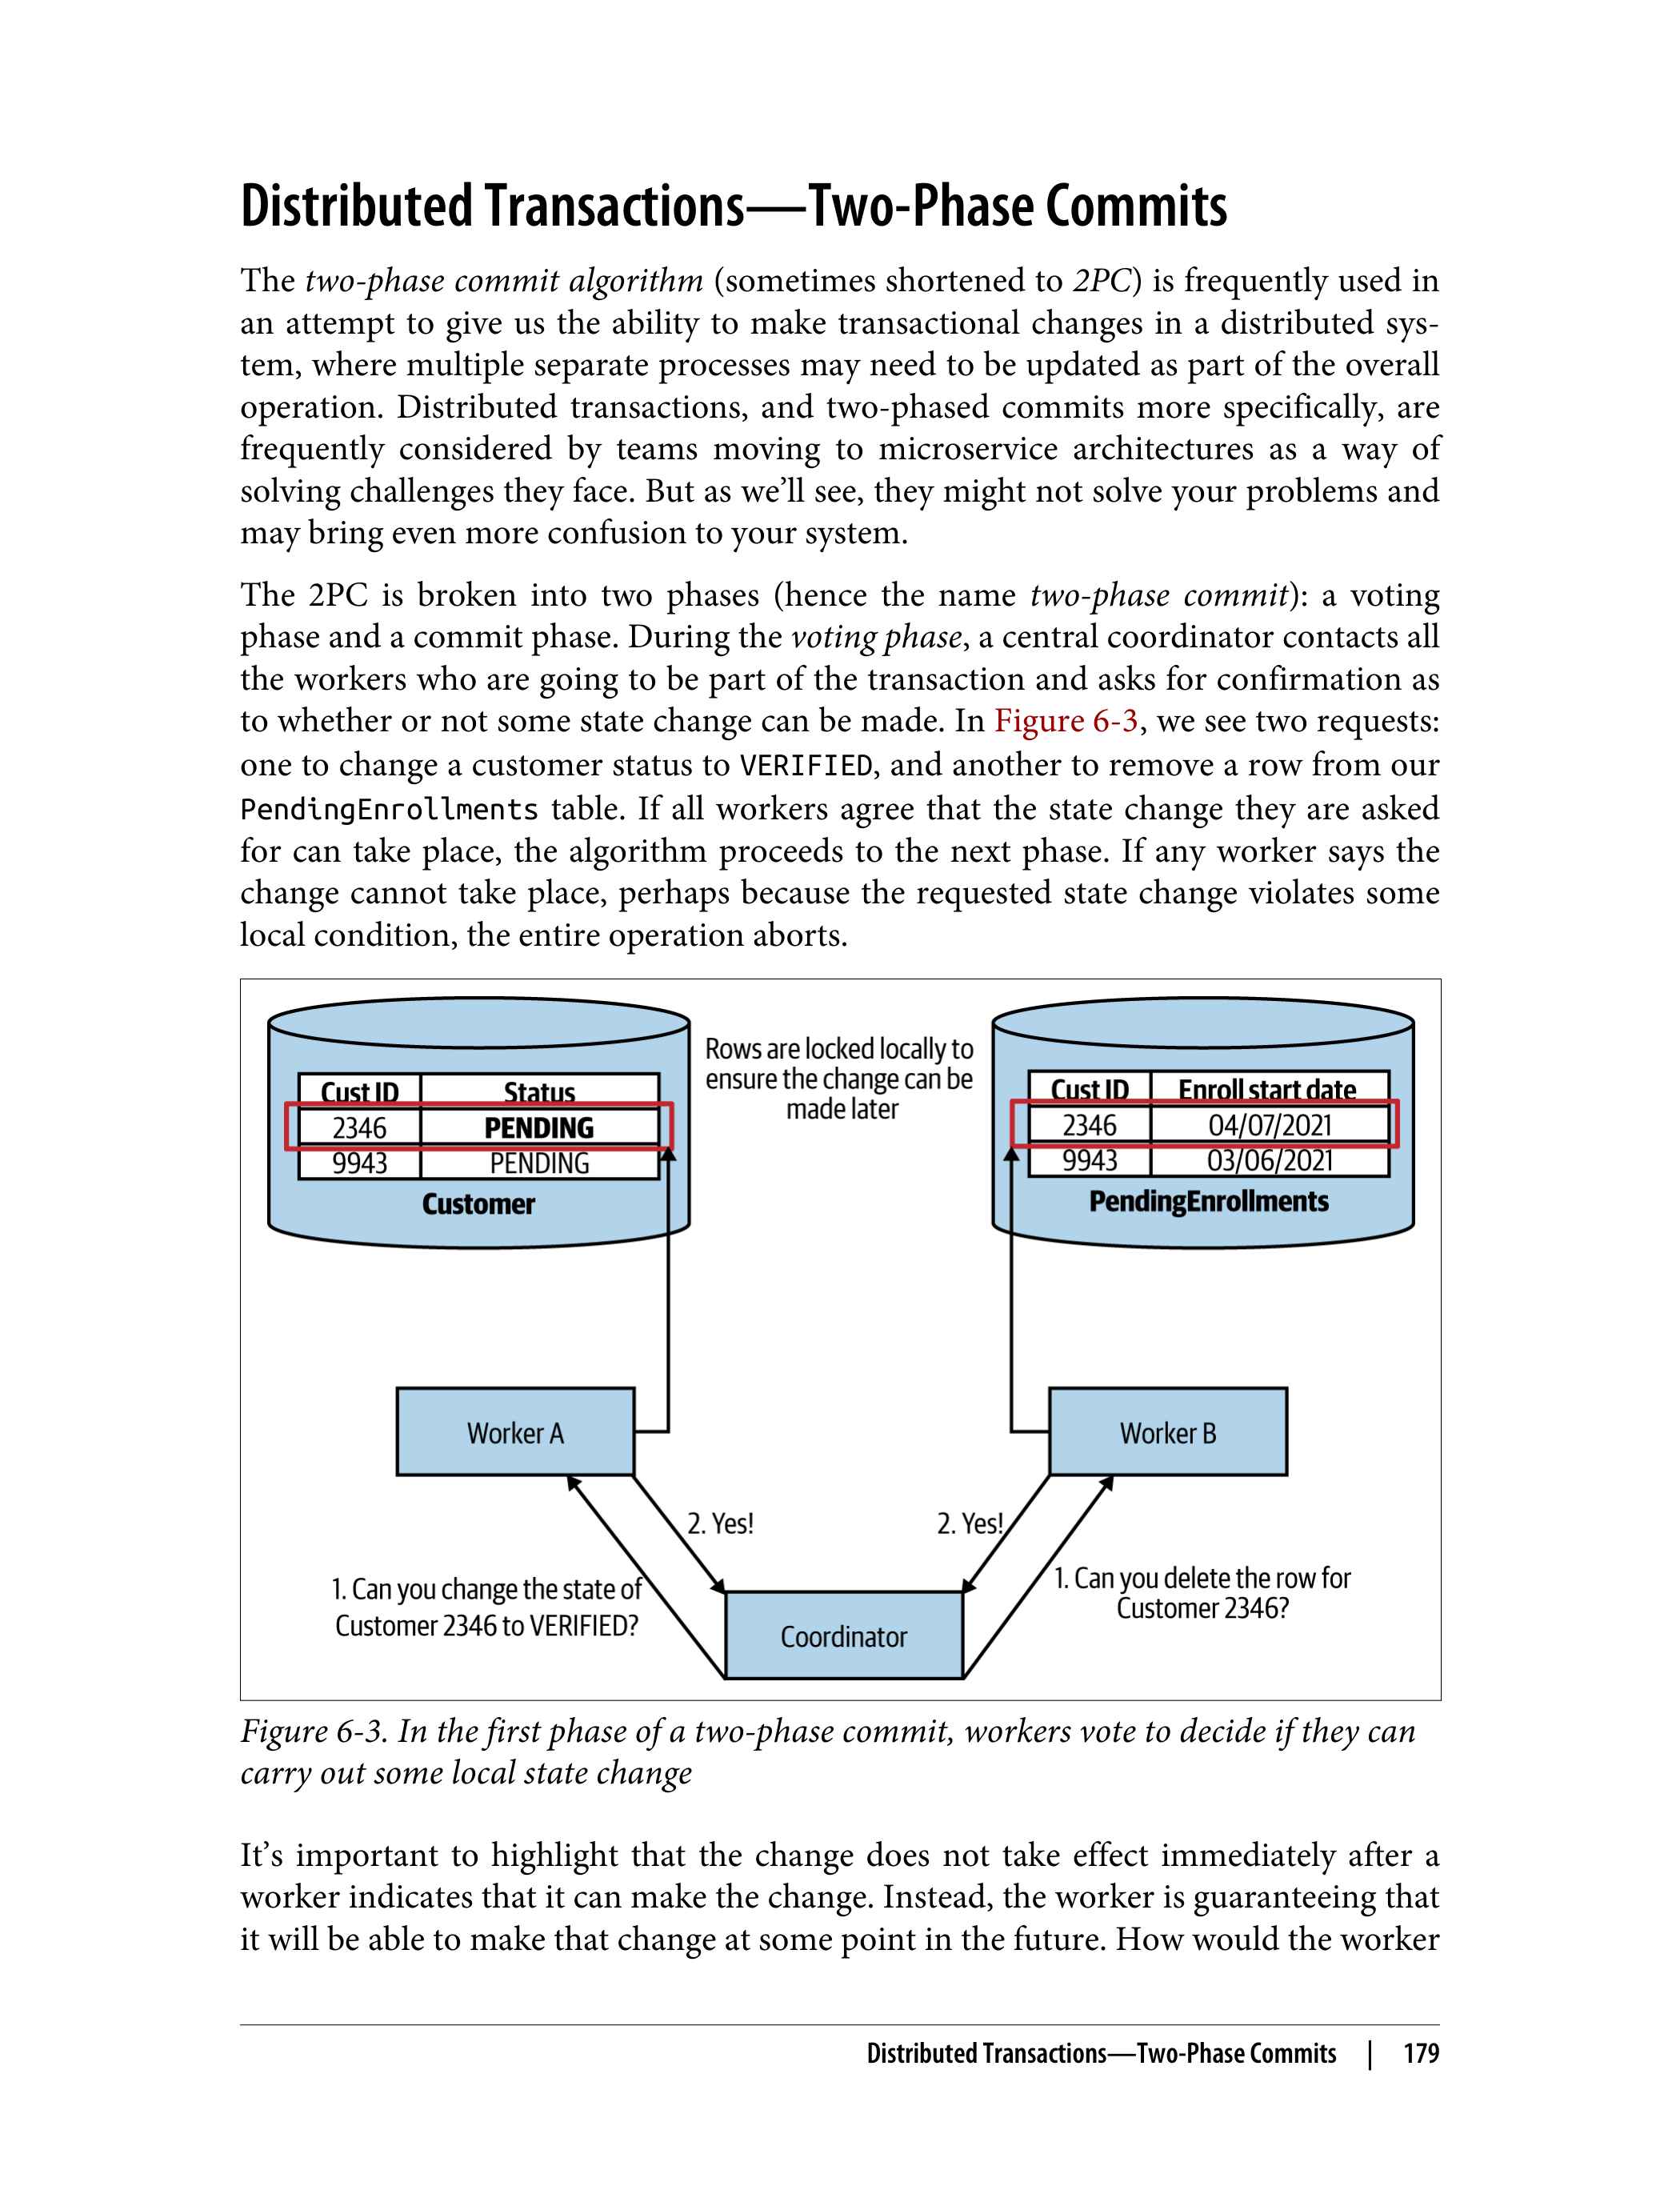 Distributed Transactions—Two-Phase Commits
The two-phase commit algorithm (sometimes shortened to 2PC) is frequently used in
an attempt to give us the ability to make transactional changes in a distributed sys-
tem, where multiple separate processes may need to be updated as part of the overall
operation. Distributed transactions, and two-phased commits more specifically, are
frequently considered by teams moving to microservice architectures as a way of
solving challenges they face. But as we’ll see, they might not solve your problems and
may bring even more confusion to your system.
The 2PC is broken into two phases (hence the name two-phase commit): a voting
phase and a commit phase. During the voting phase, a central coordinator contacts all
the workers who are going to be part of the transaction and asks for confirmation as
to whether or not some state change can be made. In Figure 6-3, we see two requests:
one to change a customer status to VERIFIED, and another to remove a row from our
PendingEnrollments table. If all workers agree that the state change they are asked
for can take place, the algorithm proceeds to the next phase. If any worker says the
change cannot take place, perhaps because the requested state change violates some
local condition, the entire operation aborts.
Cust ID Status
2346 PENDING
9943 PENDING
Customer
Rows are locked locally to
ensure the change can be
made later
Cust ID Enroll start date
2346 04/07/2021
9943 03/06/2021
PendingEnrollments
Worker A
Worker B
2. Yes!
2. Yes!
1. Can you change the state of
Customer 2346 to VERIFIED?
1. Can you delete the row for
Customer 2346?
Coordinator
Figure 6-3. In the first phase of a two-phase commit, workers vote to decide if they can
carry out some local state change
It’s important to highlight that the change does not take effect immediately after a
worker indicates that it can make the change. Instead, the worker is guaranteeing that
it will be able to make that change at some point in the future. How would the worker
Distributed Transactions—Two-Phase Commits | 179